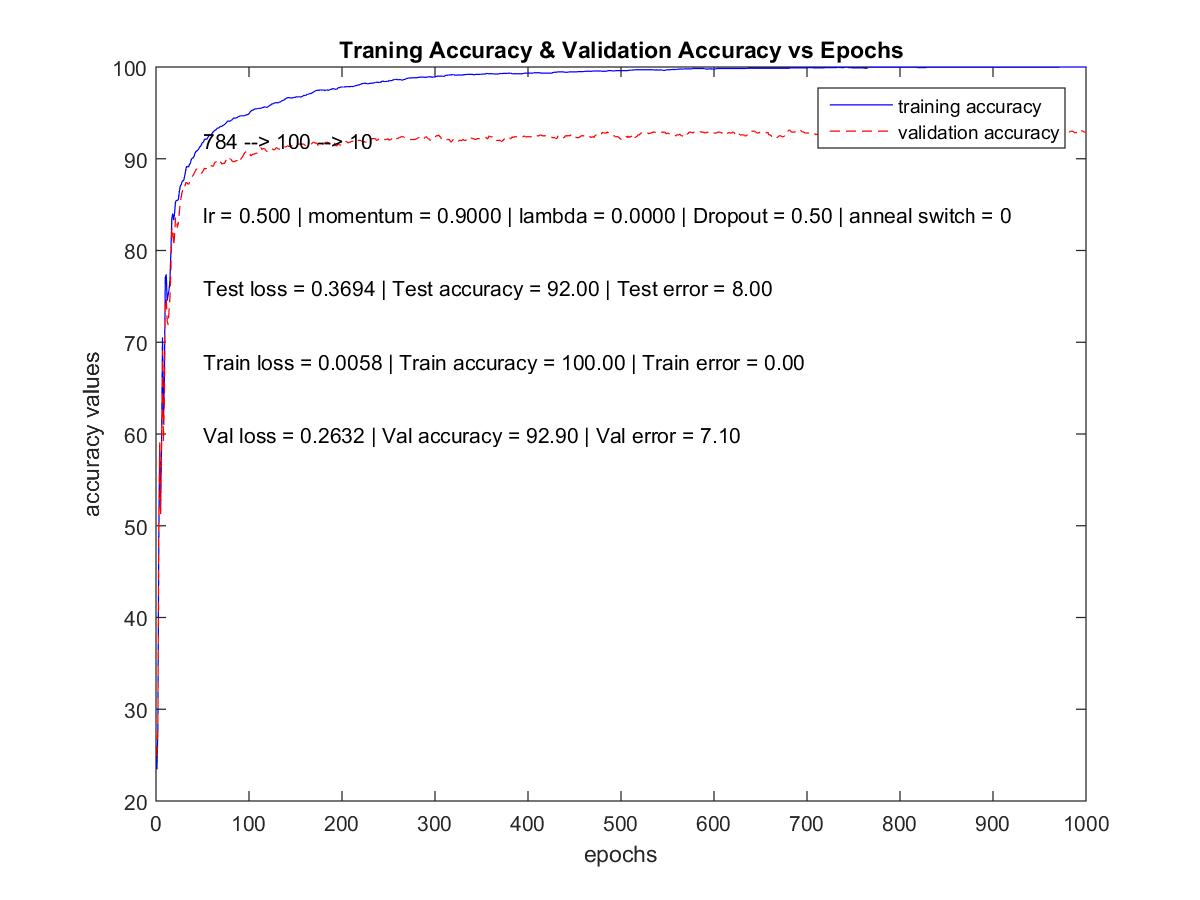 Traning Accuracy & Validation Accuracy vs Epochs
100
90
80
70
60
50
40
30
20
accuracy values
training accuracy
validation accuracy
784 --> 100 --> 10
lr = 0.500 | momentum = 0.9000 | lambda = 0.0000 | Dropout = 0.50 | anneal switch = 0
Test loss = 0.3694 | Test accuracy = 92.00 | Test error = 8.00
Train loss = 0.0058 | Train accuracy = 100.00 | Train error = 0.00
Val loss = 0.2632 | Val accuracy = 92.90 | Val error = 7.10
0 100 200 300 400 500 600 700 800 900 1000
epochs